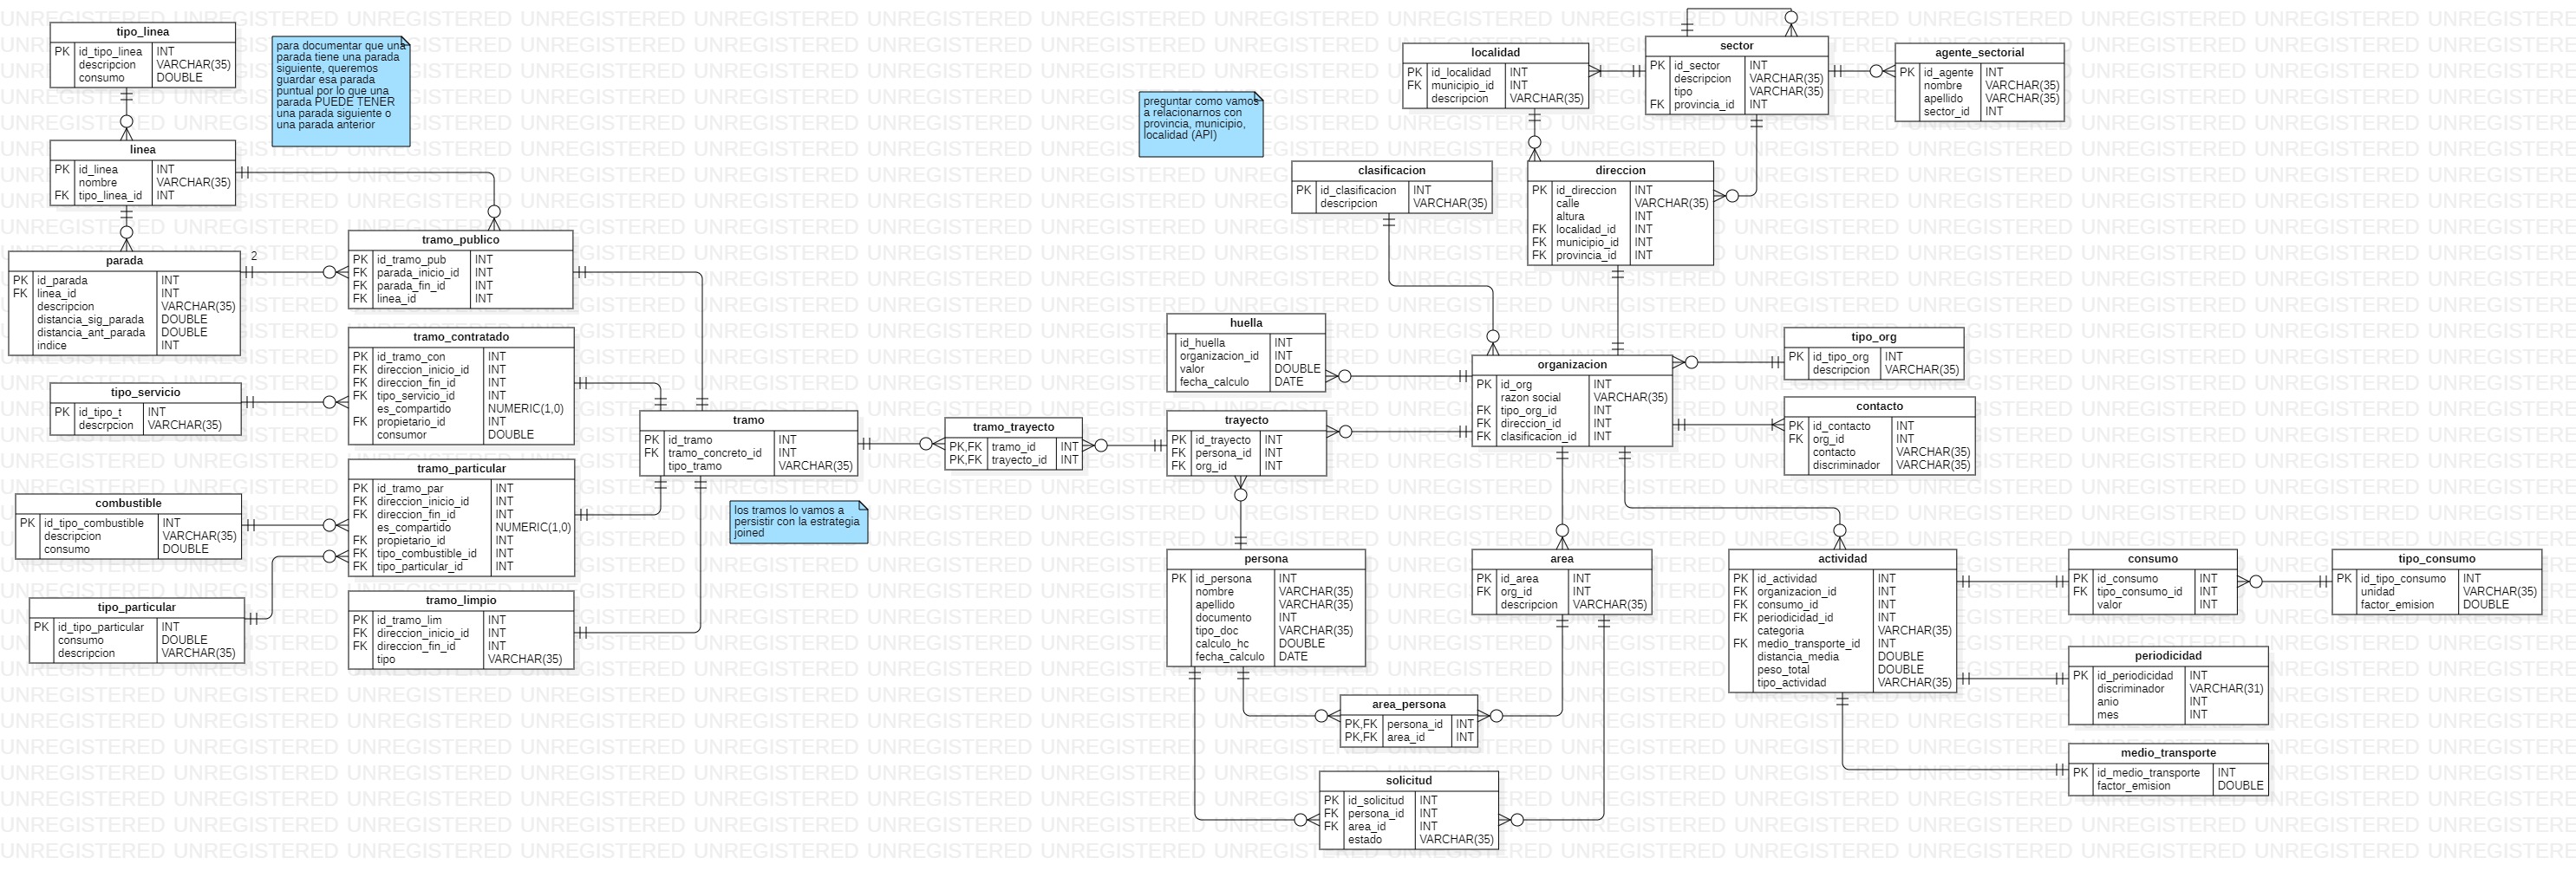 tipo_linea
PK id_tipo_linea INT
descripcion VARCHAR(35)
consumo DOUBLE
para documentar que una
parada tiene una parada
siguiente, queremos
guardar esa parada
puntual por lo que una
parada PUEDE TENER
una parada siguiente o
una parada anterior
linea
PK id_linea INT
nombre VARCHAR(35)
FK tipo_linea_id INT
parada
PK id_parada INT
FK linea_id INT
descripcion VARCHAR(35)
distancia_sig_parada DOUBLE
distancia_ant_parada DOUBLE
indice INT
2
tramo_publico
PK id_tramo_pub INT
FK parada_inicio_id INT
FK parada_fin_id INT
FK linea_id INT
tramo_contratado
PK id_tramo_con INT
FK direccion_inicio_id INT
FK direccion_fin_id INT
FK tipo_servicio_id INT
es_compartido NUMERIC(1,0)
FK propietario_id INT
consumor DOUBLE
tipo_servicio
PK id_tipo_t INT
descrpcion VARCHAR(35)
tramo_particular
PK id_tramo_par INT
FK direccion_inicio_id INT
FK direccion_fin_id INT
es_compartido NUMERIC(1,0)
FK propietario_id INT
FK tipo_combustible_id INT
FK tipo_particular_id INT
combustible
PK id_tipo_combustible INT
descripcion VARCHAR(35)
consumo DOUBLE
tipo_particular
PK id_tipo_particular INT
consumo DOUBLE
descripcion VARCHAR(35)
tramo_limpio
PK id_tramo_lim INT
FK direccion_inicio_id INT
FK direccion_fin_id INT
tipo VARCHAR(35)
tramo
PK id_tramo INT
FK tramo_concreto_id INT
tipo_tramo VARCHAR(35)
los tramos lo vamos a
persistir con la estrategia
joined
tramo_trayecto
PK,FK tramo_id INT
PK,FK trayecto_id INT
preguntar como vamos
a relacionarnos con
provincia, municipio,
localidad (API)
localidad
PK id_localidad INT
FK municipio_id INT
descripcion VARCHAR(35)
sector
PK id_sector INT
descripcion VARCHAR(35)
tipo VARCHAR(35)
FK provincia_id INT
agente_sectorial
PK id_agente INT
nombre VARCHAR(35)
apellido VARCHAR(35)
sector_id INT
clasificacion
PK id_clasificacion INT
descripcion VARCHAR(35)
direccion
PK id_direccion INT
calle VARCHAR(35)
altura INT
FK localidad_id INT
FK municipio_id INT
FK provincia_id INT
huella
id_huella INT
organizacion_id INT
valor DOUBLE
fecha_calculo DATE
trayecto
PK id_trayecto INT
FK persona_id INT
FK org_id INT
organizacion
PK id_org INT
razon social VARCHAR(35)
FK tipo_org_id INT
FK direccion_id INT
FK clasificacion_id INT
tipo_org
PK id_tipo_org INT
descripcion VARCHAR(35)
contacto
PK id_contacto INT
FK org_id INT
contacto VARCHAR(35)
discriminador VARCHAR(35)
persona
PK id_persona INT
nombre VARCHAR(35)
apellido VARCHAR(35)
documento INT
tipo_doc VARCHAR(35)
calculo_hc DOUBLE
fecha_calculo DATE
area
PK id_area INT
FK org_id INT
descripcion VARCHAR(35)
actividad
PK id_actividad INT
FK organizacion_id INT
FK consumo_id INT
FK periodicidad_id INT
categoria VARCHAR(35)
FK medio_transporte_id INT
distancia_media DOUBLE
peso_total DOUBLE
tipo_actividad VARCHAR(35)
consumo
PK id_consumo INT
FK tipo_consumo_id INT
valor INT
tipo_consumo
PK id_tipo_consumo INT
unidad VARCHAR(35)
factor_emision DOUBLE
periodicidad
PK id_periodicidad INT
discriminador VARCHAR(31)
anio INT
mes INT
medio_transporte
PK id_medio_transporte INT
factor_emision DOUBLE
area_persona
PK,FK persona_id INT
PK,FK area_id INT
solicitud
PK id_solicitud INT
FK persona_id INT
FK area_id INT
estado VARCHAR(35)
UNREGISTERED